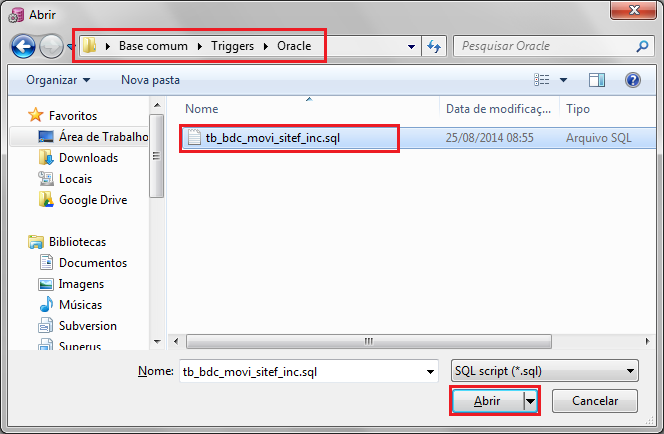 Abrir
Base comum Triggers Oracle
Pesquisar Oracle
Organizar Nova pasta
Nome Data de modificaç... Tipo
Favoritos
Área de Trabalho tb_bdc_movi_sitef_inc.sql 25/08/2014 08:55 Arquivo SQL
Downloads
Locais
Google Drive
Bibliotecas
Documentos
Imagens
Músicas
Subversion
Superus
Nome: tb_bdc_movi_sitef_inc.sql SQL script (*.sql)
Abrir Cancelar